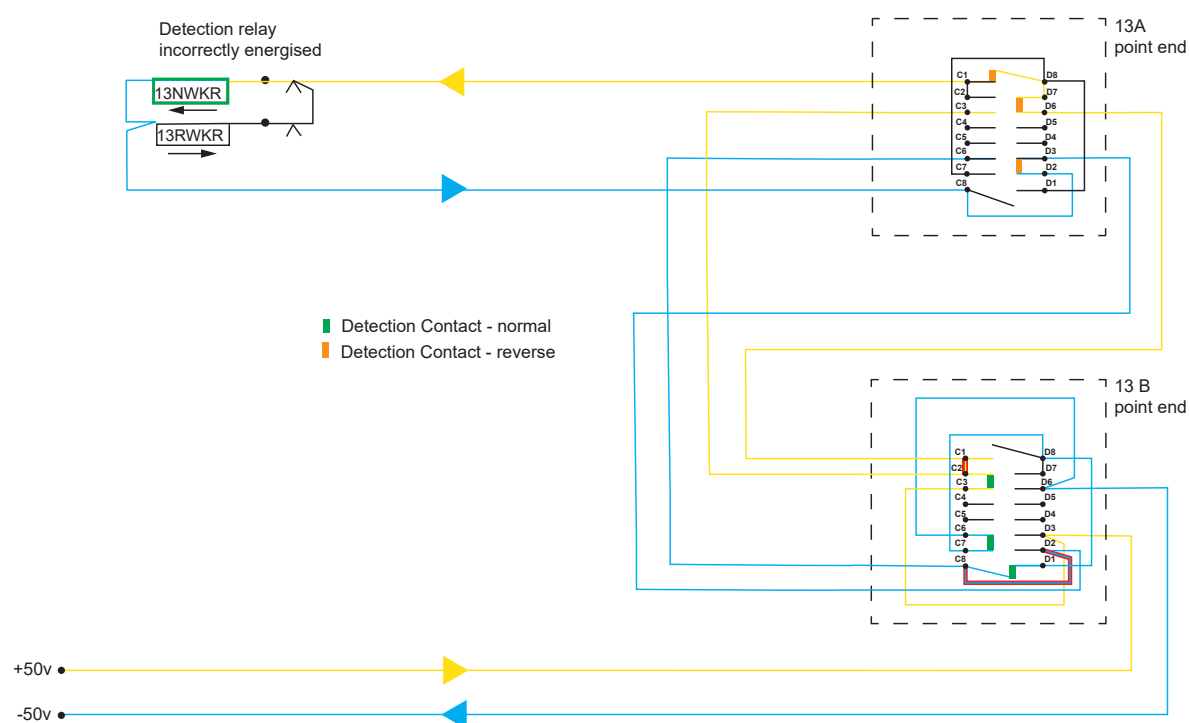 Detection relay
incorrectly energised
13NWKR
13RWKR
13A
point end
C1
D8
C2
D7
C3
D6
C4
D5
C5
D4
C6
D3
C7
D2
C8
D1
Detection Contact - normal
Detection Contact - reverse
13 B
point end
C1
D8
C2
D7
C3
D6
C4
D5
C5
D4
C6
D3
C7
D2
C8
D1
+50v
-50v